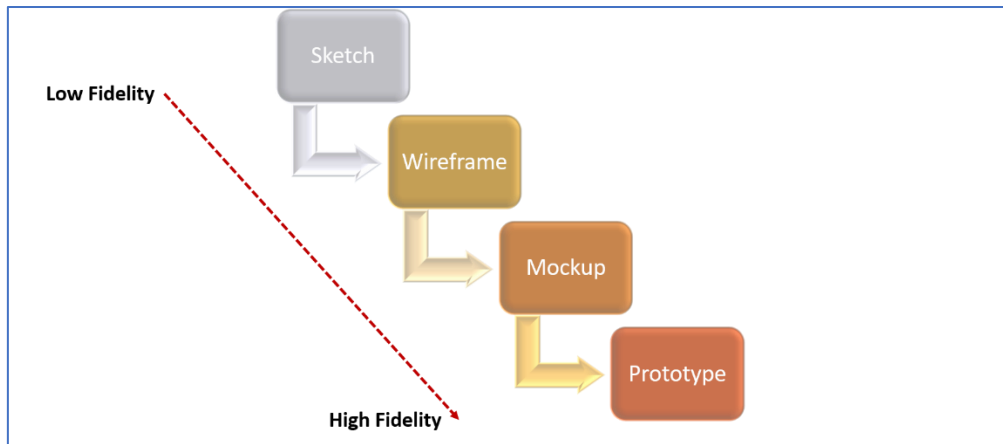 Sketch
Low Fidelity
Wireframe
Mockup
Prototype
High Fidelity